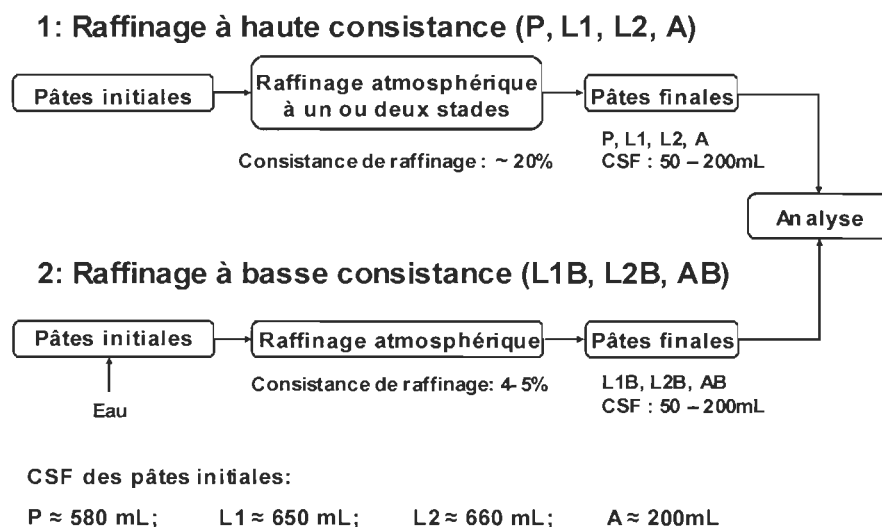 1: Raffinage à haute consistance (P, L1, L2, A)
Pâtes initiales
Raffinage atmosphérique
à un ou deux stades
Pâtes finales
Consistance de raffinage : ~ 20%
P, L1, L2, A
CSF : 50 – 200mL
Analyse
2: Raffinage à basse consistance (L1B, L2B, AB)
Pâtes initiales
Raffinage atmosphérique
Pâtes finales
Eau
Consistance de raffinage: 4- 5%
L1B, L2B, AB
CSF : 50 – 200mL
CSF des pâtes initiales:
P ≈ 580 mL; L1 ≈ 650 mL; L2 ≈ 660 mL; A ≈ 200mL